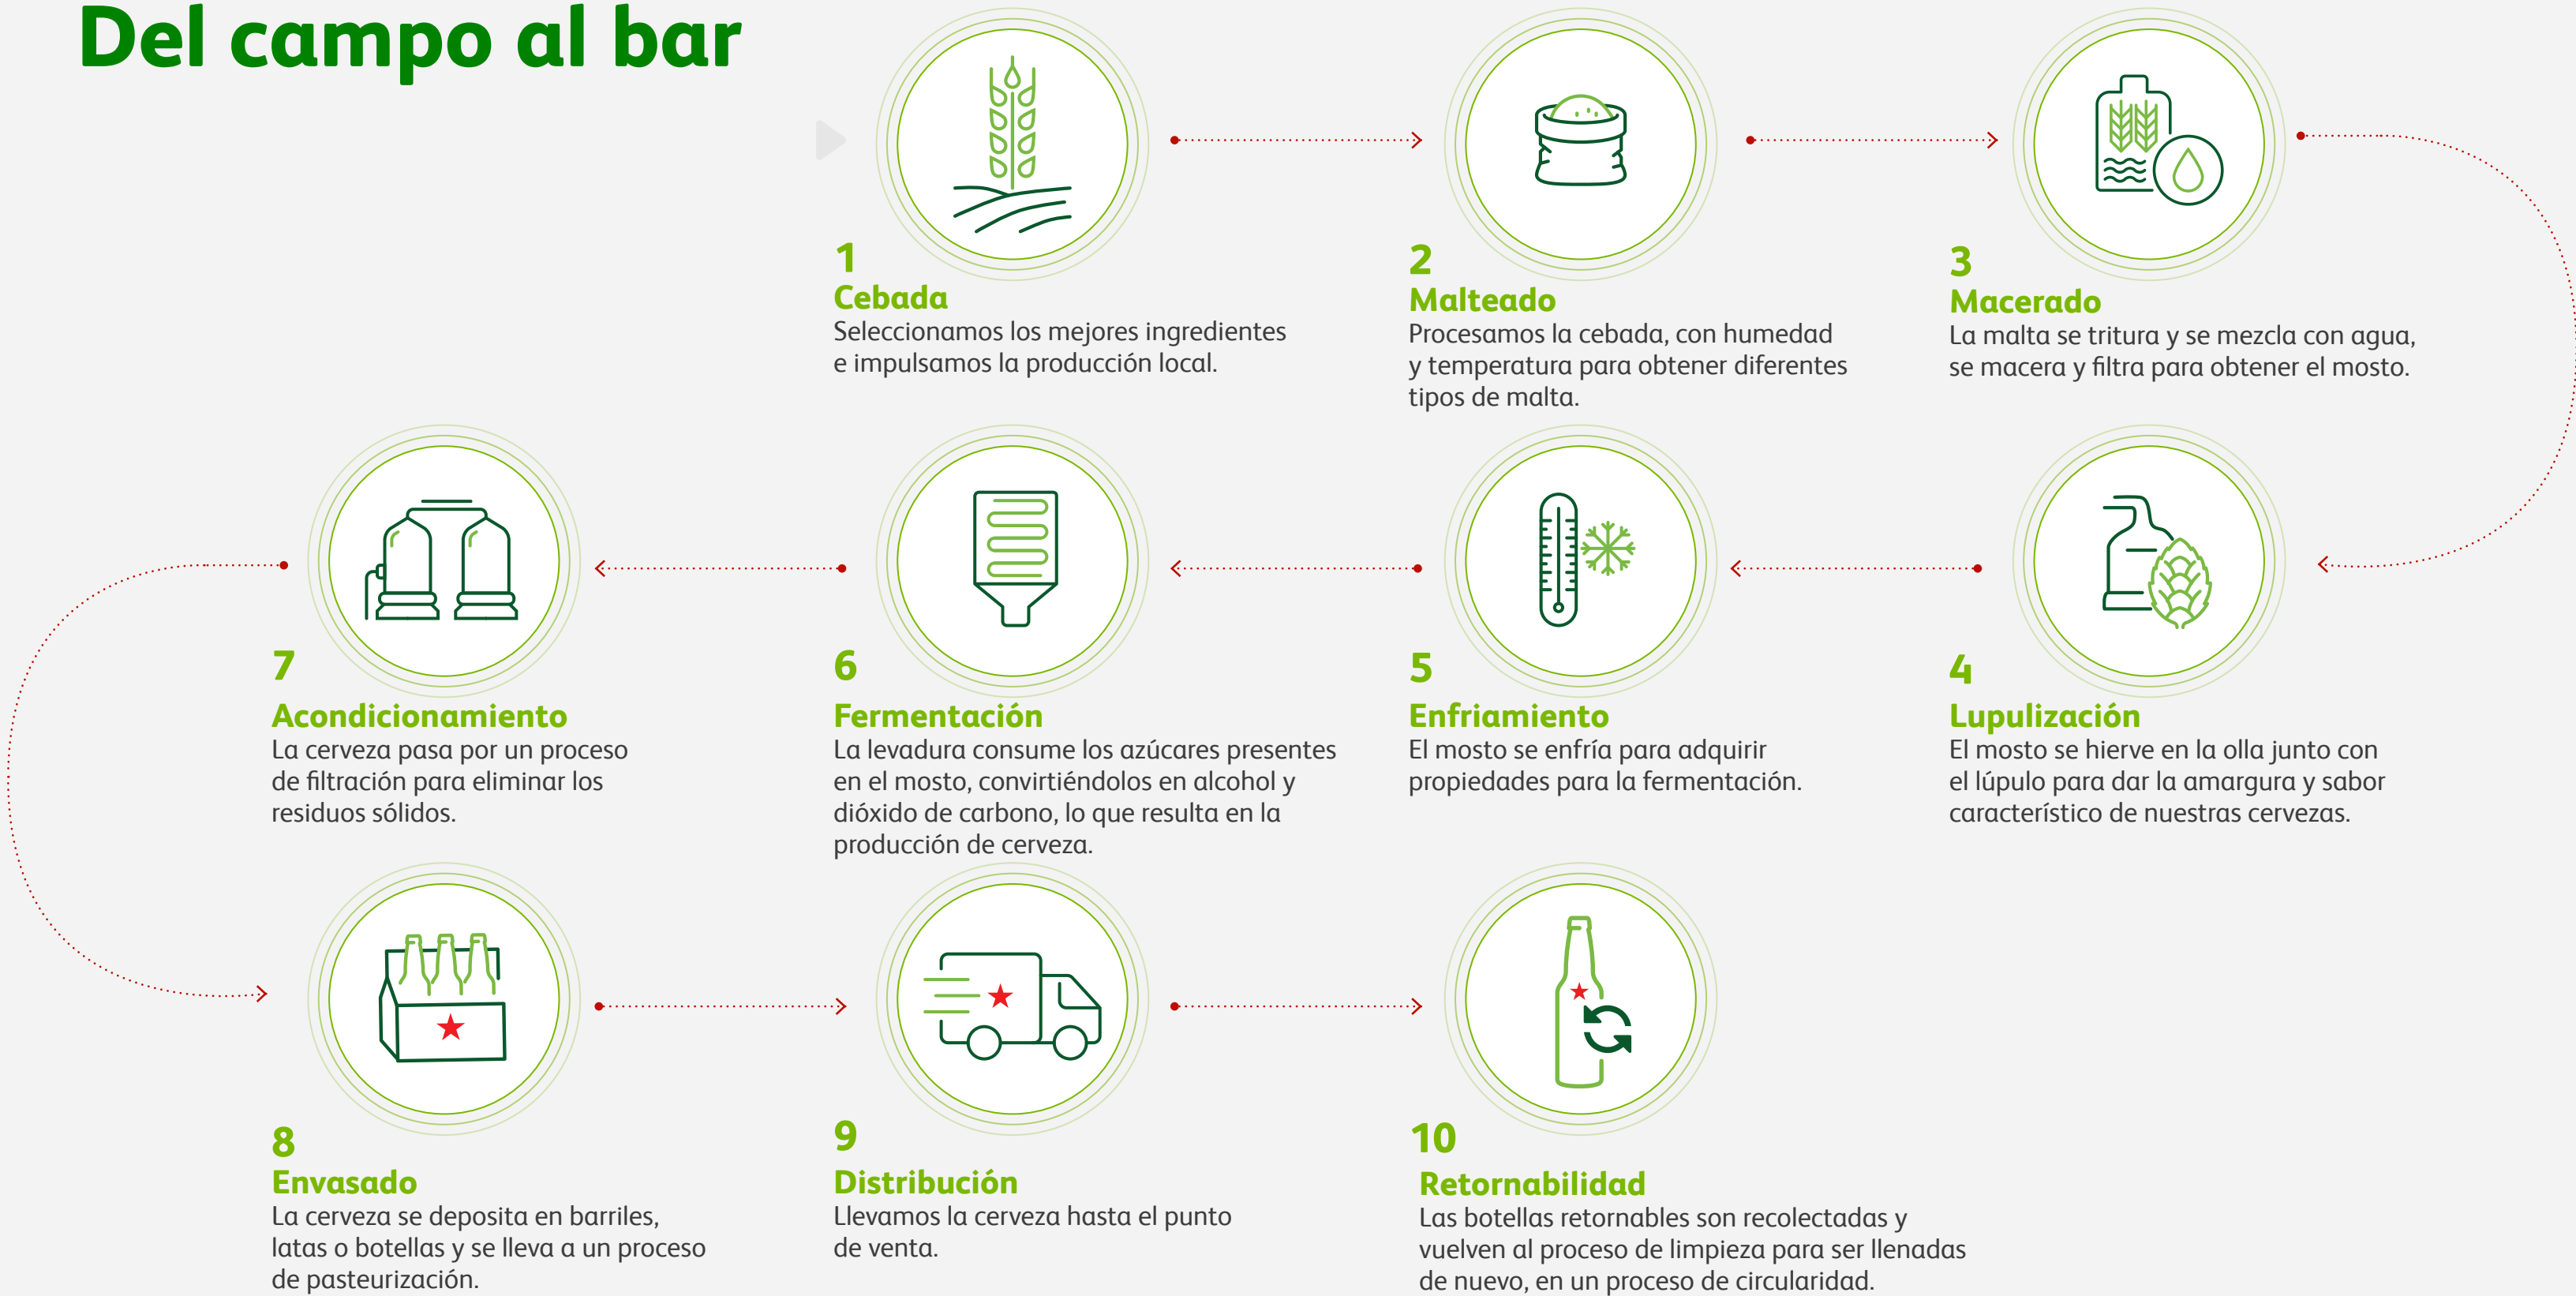 Del campo al bar
1
Cebada
Seleccionamos los mejores ingredientes
e impulsamos la producción local.
2
Malteado
Procesamos la cebada, con humedad
y temperatura para obtener diferentes
tipos de malta.
3
Macerado
La malta se tritura y se mezcla con agua,
se macera y filtra para obtener el mosto.
4
Lupulización
El mosto se hierve en la olla junto con
el lúpulo para dar la amargura y sabor
característico de nuestras cervezas.
5
Enfriamiento
El mosto se enfría para adquirir
propiedades para la fermentación.
6
Fermentación
La levadura consume los azúcares presentes
en el mosto, convirtiéndolos en alcohol y
dióxido de carbono, lo que resulta en la
producción de cerveza.
7
Acondicionamiento
La cerveza pasa por un proceso
de filtración para eliminar los
residuos sólidos.
8
Envasado
La cerveza se deposita en barriles,
latas o botellas y se lleva a un proceso
de pasteurización.
9
Distribución
Llevamos la cerveza hasta el punto
de venta.
10
Retornabilidad
Las botellas retornables son recolectadas y
vuelven al proceso de limpieza para ser llenadas
de nuevo, en un proceso de circularidad.